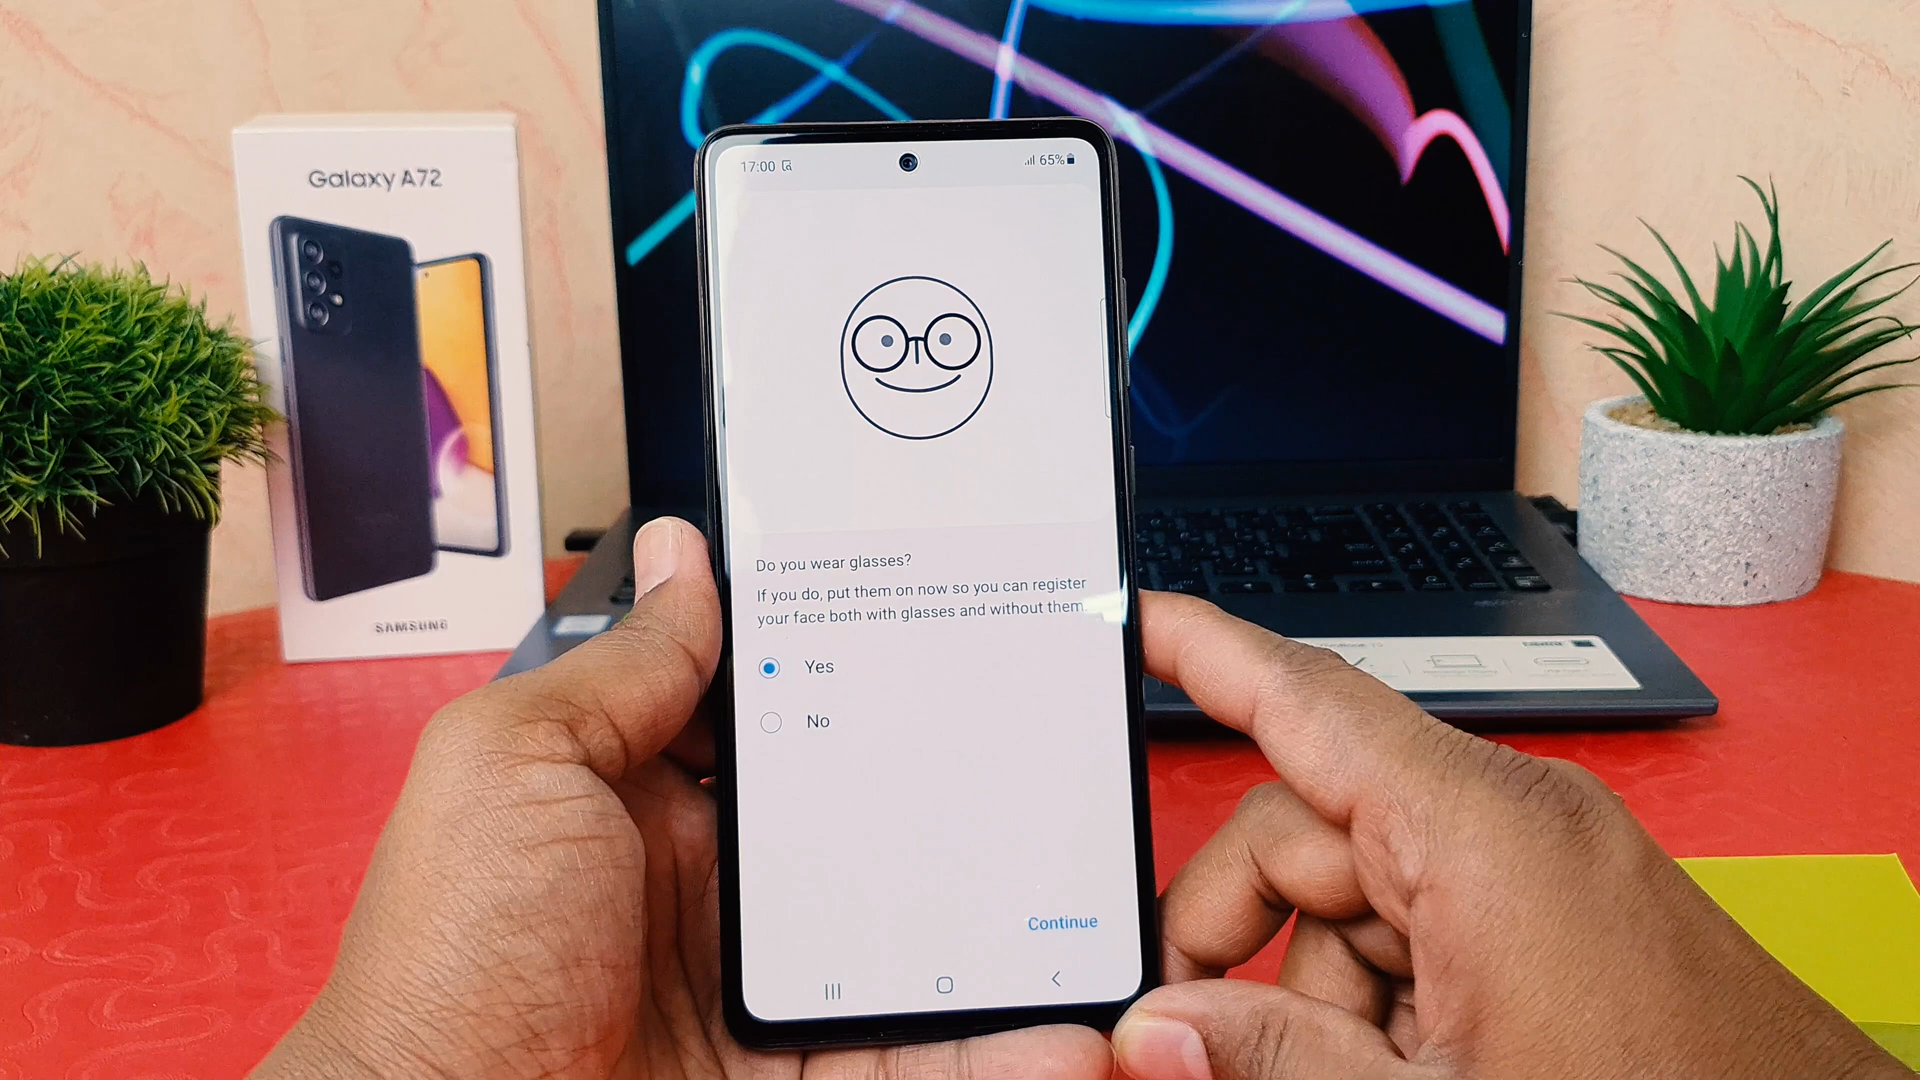 Galaxy A72
SAMSUNG
17:00
65%
Do you wear glasses?
If you do, put them on now so you can register
your face both with glasses and without them.
Yes
No
Continue